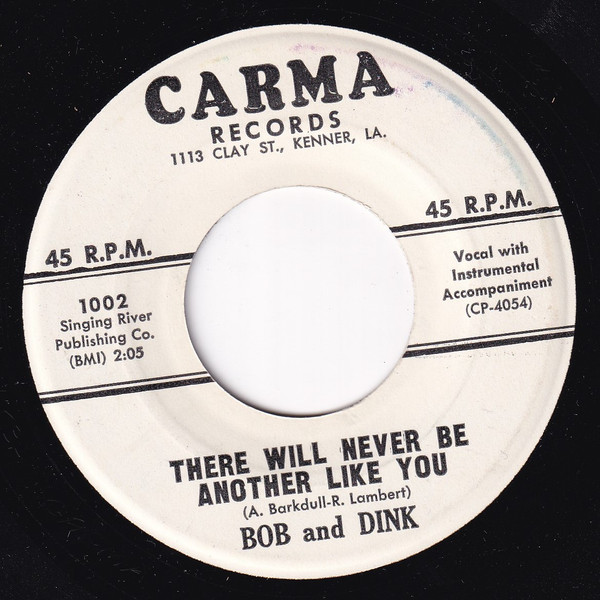 CARMA
RECORDS
1113 CLAY ST., KENNER, LA.
45 R.P.M.
45 R.P.M.
1002
Singing River
Publishing Co.
(BMI) 2:05
Vocal with
Instrumental
Accompaniment
(CP-4054)
THERE WILL NEVER BE
ANOTHER LIKE YOU
(A. Barkdull-R. Lambert)
BOB and DINK